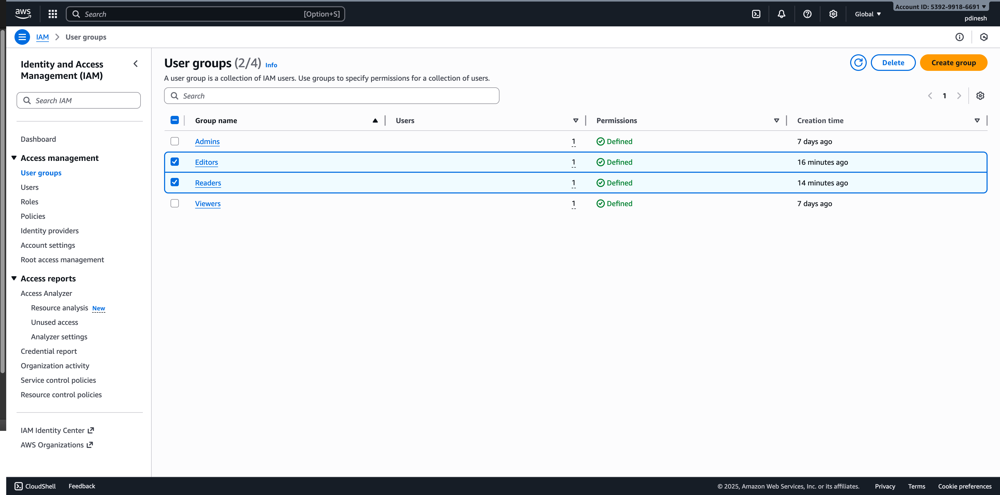 aws
Search [Option+S]
Global
Account ID: 5392-9918-6691
pdinesh
IAM
User groups
Identity and Access
Management (IAM)
Search IAM
Dashboard
Access management
User groups
Users
Roles
Policies
Identity providers
Account settings
Root access management
Access reports
Access Analyzer
Resource analysis New
Unused access
Analyzer settings
Credential report
Organization activity
Service control policies
Resource control policies
IAM Identity Center
AWS Organizations
User groups (2/4) Info
Delete
Create group
A user group is a collection of IAM users. Use groups to specify permissions for a collection of users.
Search
1
Group name Users Permissions Creation time
Admins 1 Defined 7 days ago
Editors 1 Defined 16 minutes ago
Readers 1 Defined 14 minutes ago
Viewers 1 Defined 7 days ago
CloudShell Feedback © 2025, Amazon Web Services, Inc. or its affiliates. Privacy Terms Cookie preferences